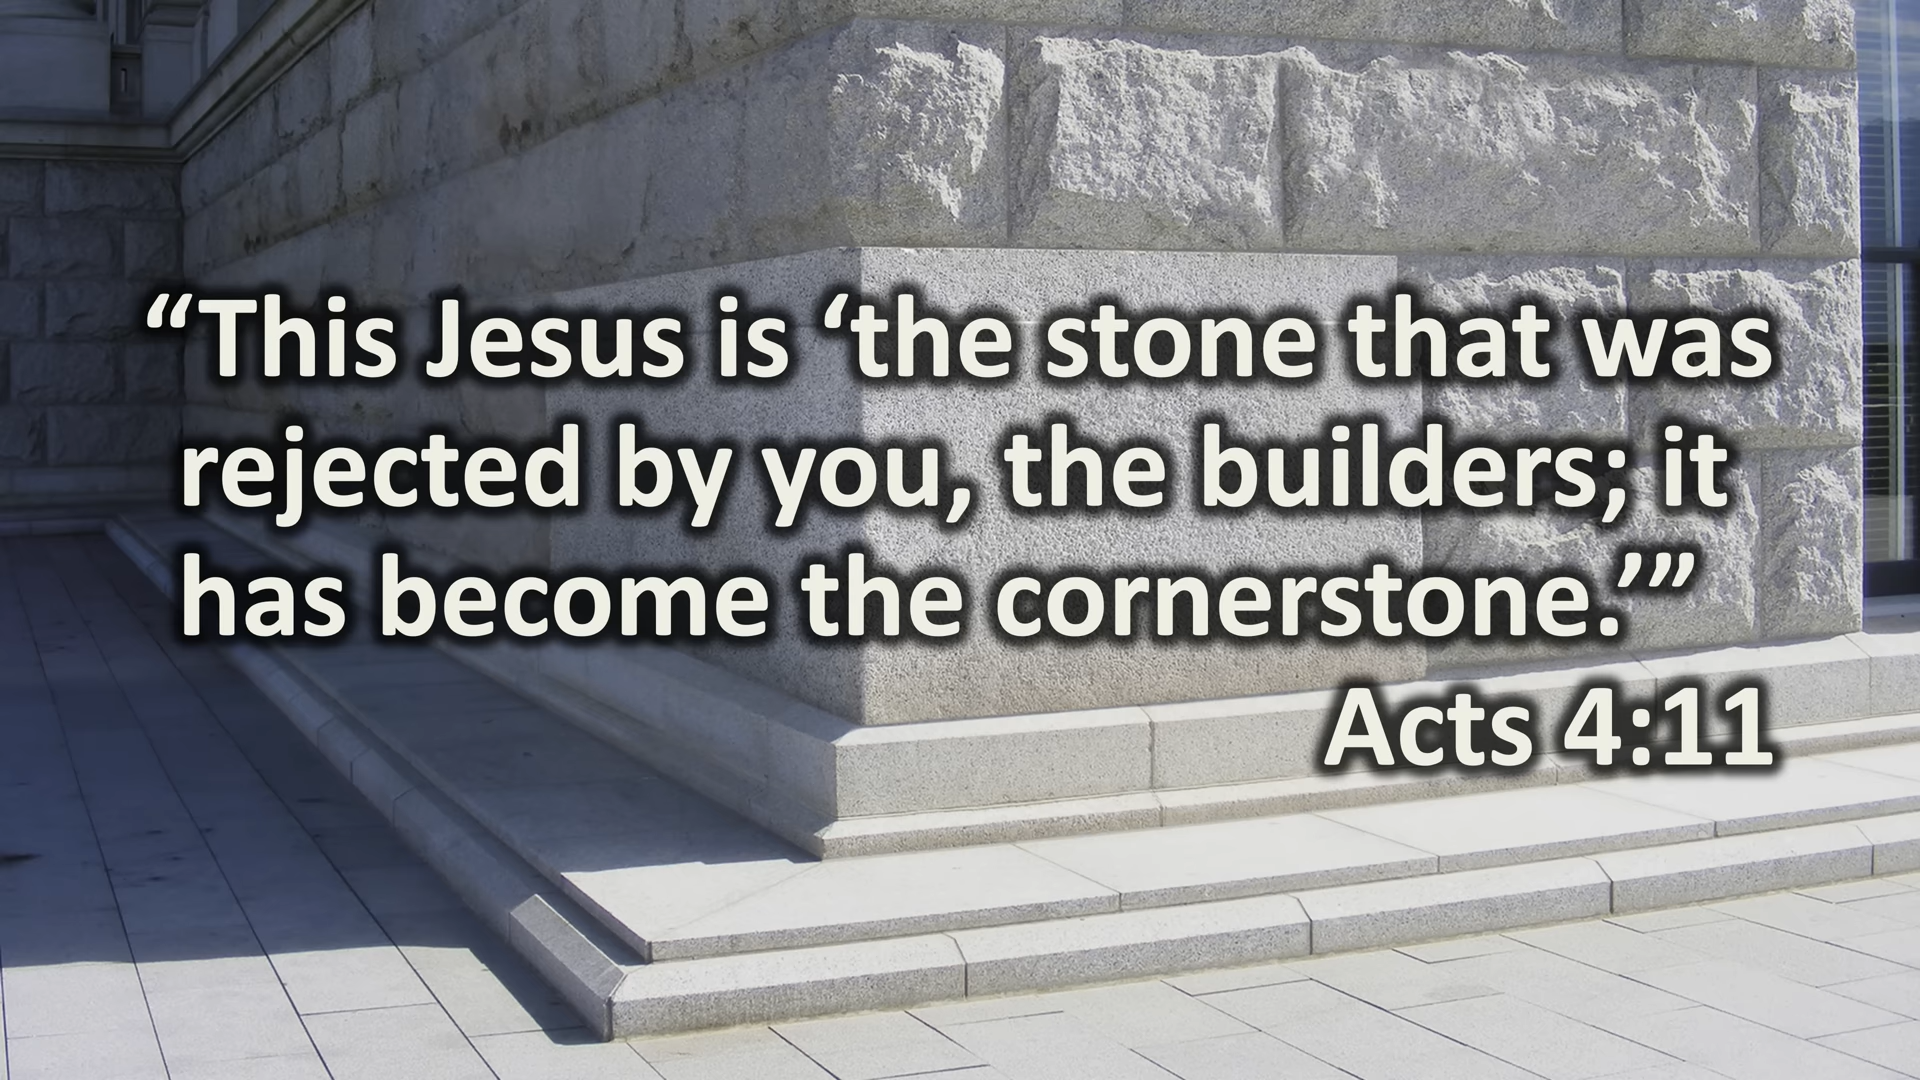 “This Jesus is ‘the stone that was
rejected by you, the builders; it
has become the cornerstone.’”
Acts 4:11